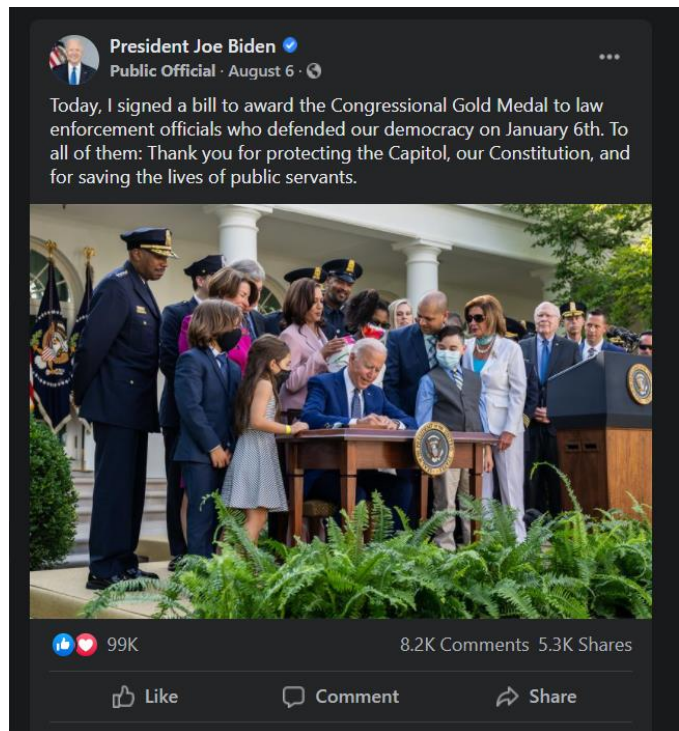 President Joe Biden
Public Official · August 6 ·
Today, I signed a bill to award the Congressional Gold Medal to law
enforcement officials who defended our democracy on January 6th. To
all of them: Thank you for protecting the Capitol, our Constitution, and
for saving the lives of public servants.
99K 8.2K Comments 5.3K Shares
Like Comment Share